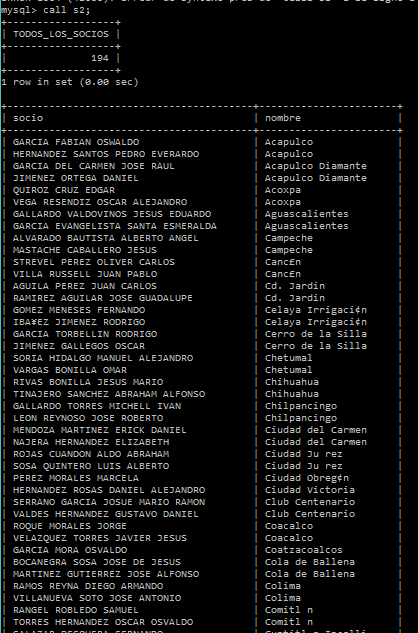 mysql> call s2;
+-------------------+
| TODOS_LOS_SOCIOS |
+-------------------+
| 194 |
+-------------------+
1 row in set (0.00 sec)
| socio | nombre |
| GARCIA FABIAN OSWALDO | Acapulco |
| HERNANDEZ SANTOS PEDRO EVERARDO | Acapulco |
| GARCIA DEL CARMEN JOSE RAUL | Acapulco Diamante |
| JIMENEZ ORTEGA DANIEL | Acapulco Diamante |
| QUIROZ CRUZ EDGAR | Acoxpa |
| VEGA RESENDIZ OSCAR ALEJANDRO | Acoxpa |
| GALLARDO VALDOVINOS JESUS EDUARDO | Aguascalientes |
| GARCIA EVANGELISTA SANTA ESMERALDA | Aguascalientes |
| ALVARADO BAUTISTA ALBERTO ANGEL | Campeche |
| MASTACHE CABALLERO JESUS | Campeche |
| STREVEL PEREZ OLIVER CARLOS | Canc£n |
| VILLA RUSSELL JUAN PABLO | Canc£n |
| AGUILA PEREZ JUAN CARLOS | Cd. Jardin |
| RAMIREZ AGUILAR JOSE GUADALUPE | Cd. Jardin |
| GOMEZ MENESES FERNANDO | Celaya Irrigaci¢n |
| IBA¥EZ JIMENEZ RODRIGO | Celaya Irrigaci¢n |
| GARCIA TORBELLIN RODRIGO | Cerro de la Silla |
| JIMENEZ GALLEGOS OSCAR | Cerro de la Silla |
| SORIA HIDALGO MANUEL ALEJANDRO | Chetumal |
| VARGAS BONILLA OMAR | Chetumal |
| RIVAS BONILLA JESUS MARIO | Chihuahua |
| TINAJERO SANCHEZ ABRAHAM ALFONSO | Chihuahua |
| GALLARDO TORRES MICHELL IVAN | Chilpancingo |
| LEON REYNOSO JOSE ROBERTO | Chilpancingo |
| MENDOZA MARTINEZ ERICK DANIEL | Ciudad del Carmen |
| NAJERA HERNANDEZ ELIZABETH | Ciudad del Carmen |
| ROJAS CUANDON ALDO ABRAHAM | Ciudad Ju rez |
| SOSA QUINTERO LUIS ALBERTO | Ciudad Ju rez |
| PEREZ MORALES MARCELA | Ciudad Obreg¢n |
| HERNANDEZ ROSAS DANIEL ALEJANDRO | Ciudad Victoria |
| SERRANO GARCIA JOSUE MARIO RAMON | Club Centenario |
| VALDES HERNANDEZ GUSTAVO DANIEL | Club Centenario |
| ROQUE MORALES JORGE | Coacalco |
| VELAZQUEZ TORRES JAVIER JESUS | Coacalco |
| GARCIA MORA OSVALDO | Coatzacoalcos |
| BOCANEGRA SOSA JOSE DE JESUS | Cola de Ballena |
| MARTINEZ GUTIERREZ JOSE ALFONSO | Cola de Ballena |
| RAMOS REYNA DIEGO ARMANDO | Colima |
| VILLANUEVA SOTO JOSE ANTONIO | Colima |
| RANGEL ROBLEDO SAMUEL | Comitl n |
| TORRES HERNANDEZ OSCAR OSVALDO | Comitl n |